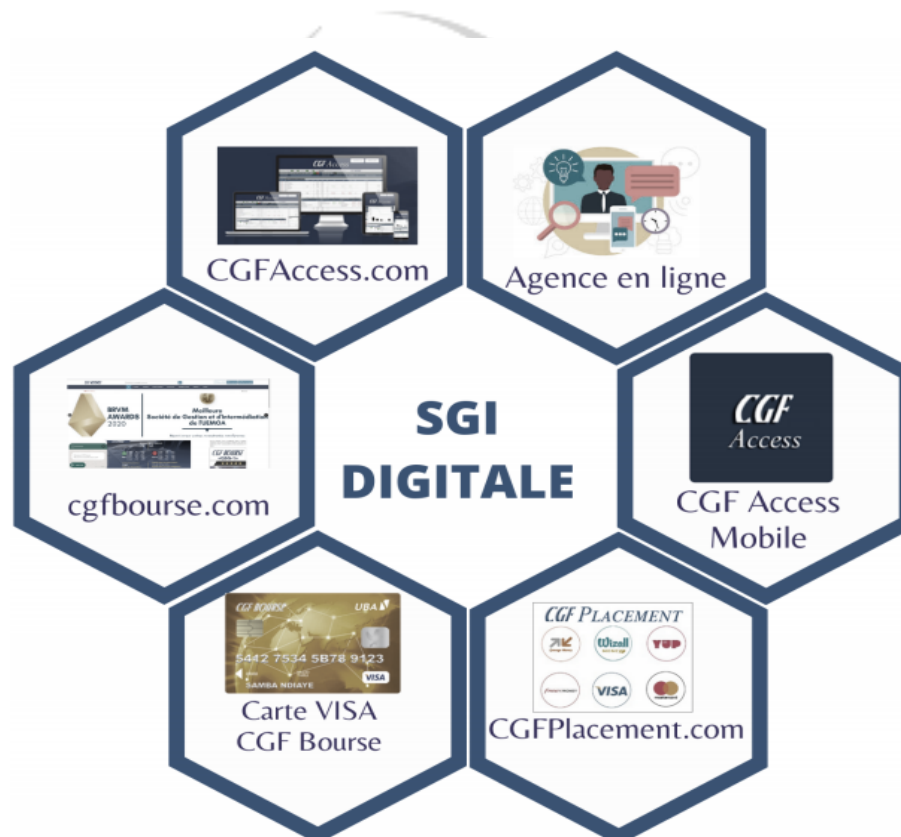 CGF Access
CGFAccess.com
Agence en ligne
BRVM
AWARDS
2020
Meilleure
Société de Gestion et d'Intermédiation
de l'UEMOA
CGF BOURSE
cgfbourse.com
SGI
DIGITALE
CGF
Access
CGF Access
Mobile
CGF BOURSE
UBA
5442 7534 5B78 9123
VISA
SAMBA NDIAYE
Carte VISA
CGF Bourse
CGF PLACEMENT
Wizall
YUP
VISA
CGFPlacement.com